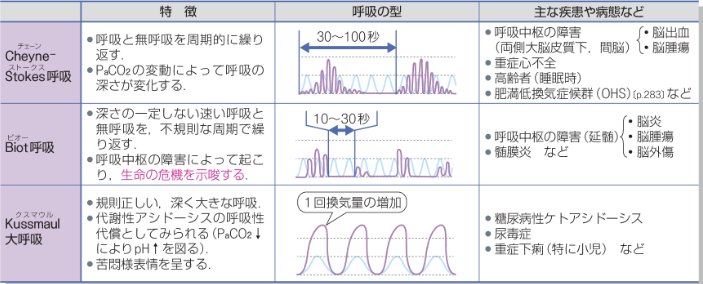 特 徴
呼吸の型
主な疾患や病態など
チェーン
Cheyne-
ストークス
Stokes呼吸
●呼吸と無呼吸を周期的に繰り
返す.
●PaCO₂の変動によって呼吸の
深さが変化する.
30〜100秒
●呼吸中枢の障害
(両側大脳皮質下，間脳)
・脳出血
・脳腫瘍
●重症心不全
●高齢者(睡眠時)
●肥満低換気症候群(OHS)(p.283)など
ビオー
Biot呼吸
●深さの一定しない速い呼吸と
無呼吸を，不規則な周期で繰
り返す.
●呼吸中枢の障害によって起こ
り，生命の危機を示唆する.
10〜30秒
●呼吸中枢の障害(延髄)
・脳炎
・脳腫瘍
・脳外傷
●髄膜炎 など
クスマウル
Kussmaul
大呼吸
●規則正しい，深く大きな呼吸.
●代謝性アシドーシスの呼吸性
代償としてみられる(PaCO₂↓
によりpH↑を図る).
●苦悶様表情を呈する.
1回換気量の増加
●糖尿病性ケトアシドーシス
●尿毒症
●重症下痢(特に小児) など